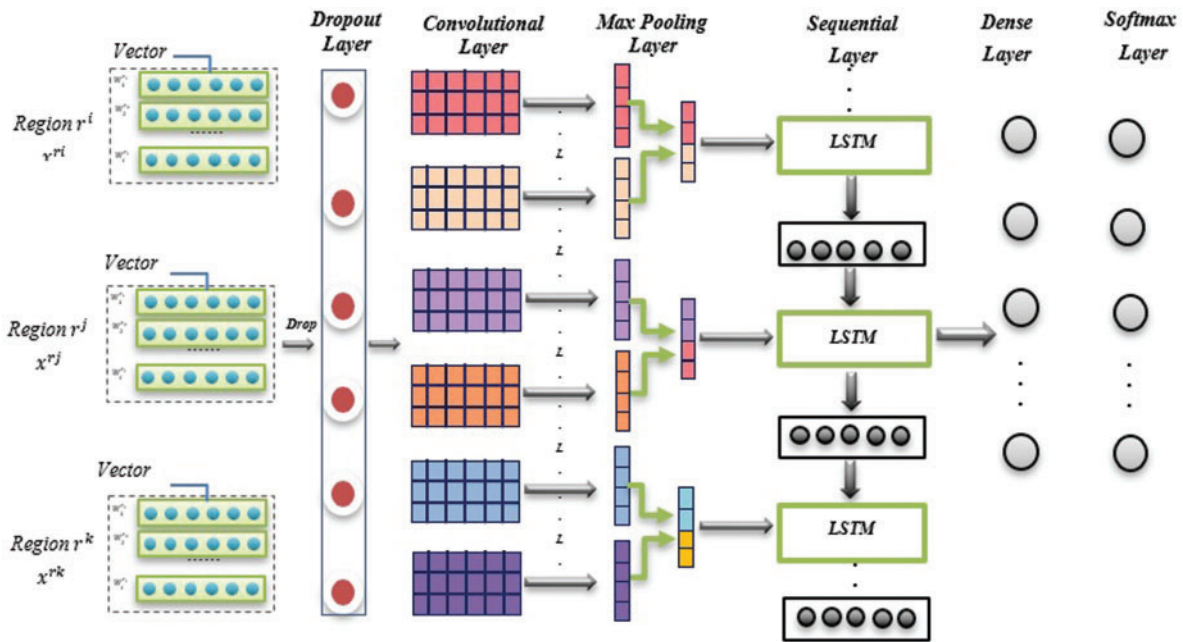 Dropout Layer
Convolutional Layer
Max Pooling Layer
Sequential Layer
Dense Layer
Softmax Layer
Vector
Region r^i
x^{ri}
LSTM
Vector
Region r^j
x^{rj}
Drop
LSTM
Vector
Region r^k
x^{rk}
LSTM